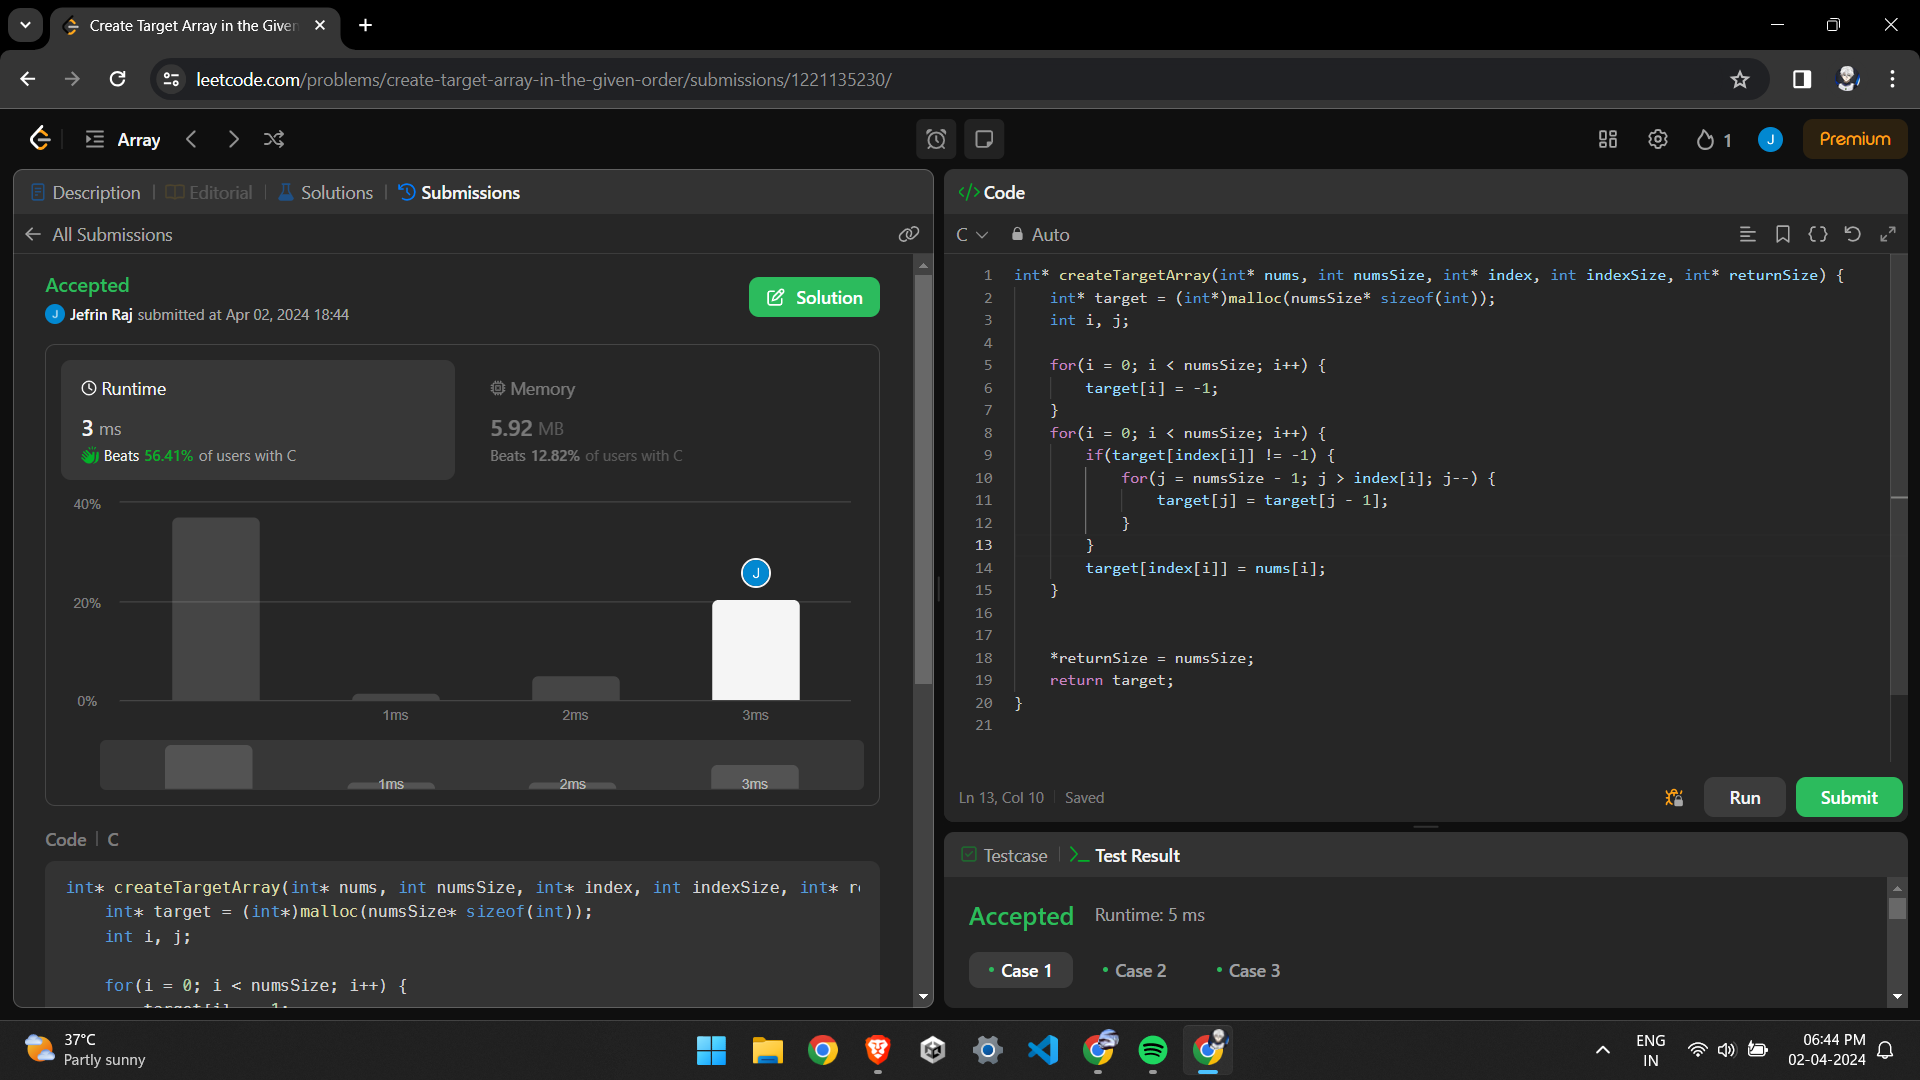 Create Target Array in the Given
leetcode.com/problems/create-target-array-in-the-given-order/submissions/1221135230/
Array
1
J
Premium
Description
Editorial
Solutions
Submissions
All Submissions
Accepted
J Jefrin Raj submitted at Apr 02, 2024 18:44
Solution
Runtime
3 ms
Beats 56.41% of users with C
Memory
5.92 MB
Beats 12.82% of users with C
40%
20%
0%
J
1ms
2ms
3ms
1ms
2ms
3ms
Code | C
int* createTargetArray(int* nums, int numsSize, int* index, int indexSize, int* r
int* target = (int*)malloc(numsSize* sizeof(int));
int i, j;
for(i = 0; i < numsSize; i++) {
</> Code
C
Auto
1 int* createTargetArray(int* nums, int numsSize, int* index, int indexSize, int* returnSize) {
2 int* target = (int*)malloc(numsSize* sizeof(int));
3 int i, j;
4
5 for(i = 0; i < numsSize; i++) {
6 target[i] = -1;
7 }
8 for(i = 0; i < numsSize; i++) {
9 if(target[index[i]] != -1) {
10 for(j = numsSize - 1; j > index[i]; j--) {
11 target[j] = target[j - 1];
12 }
13 }
14 target[index[i]] = nums[i];
15 }
16
17
18 *returnSize = numsSize;
19 return target;
20 }
21
Ln 13, Col 10
Saved
Run
Submit
Testcase
Test Result
Accepted
Runtime: 5 ms
Case 1
Case 2
Case 3
37°C
Partly sunny
ENG
IN
06:44 PM
02-04-2024